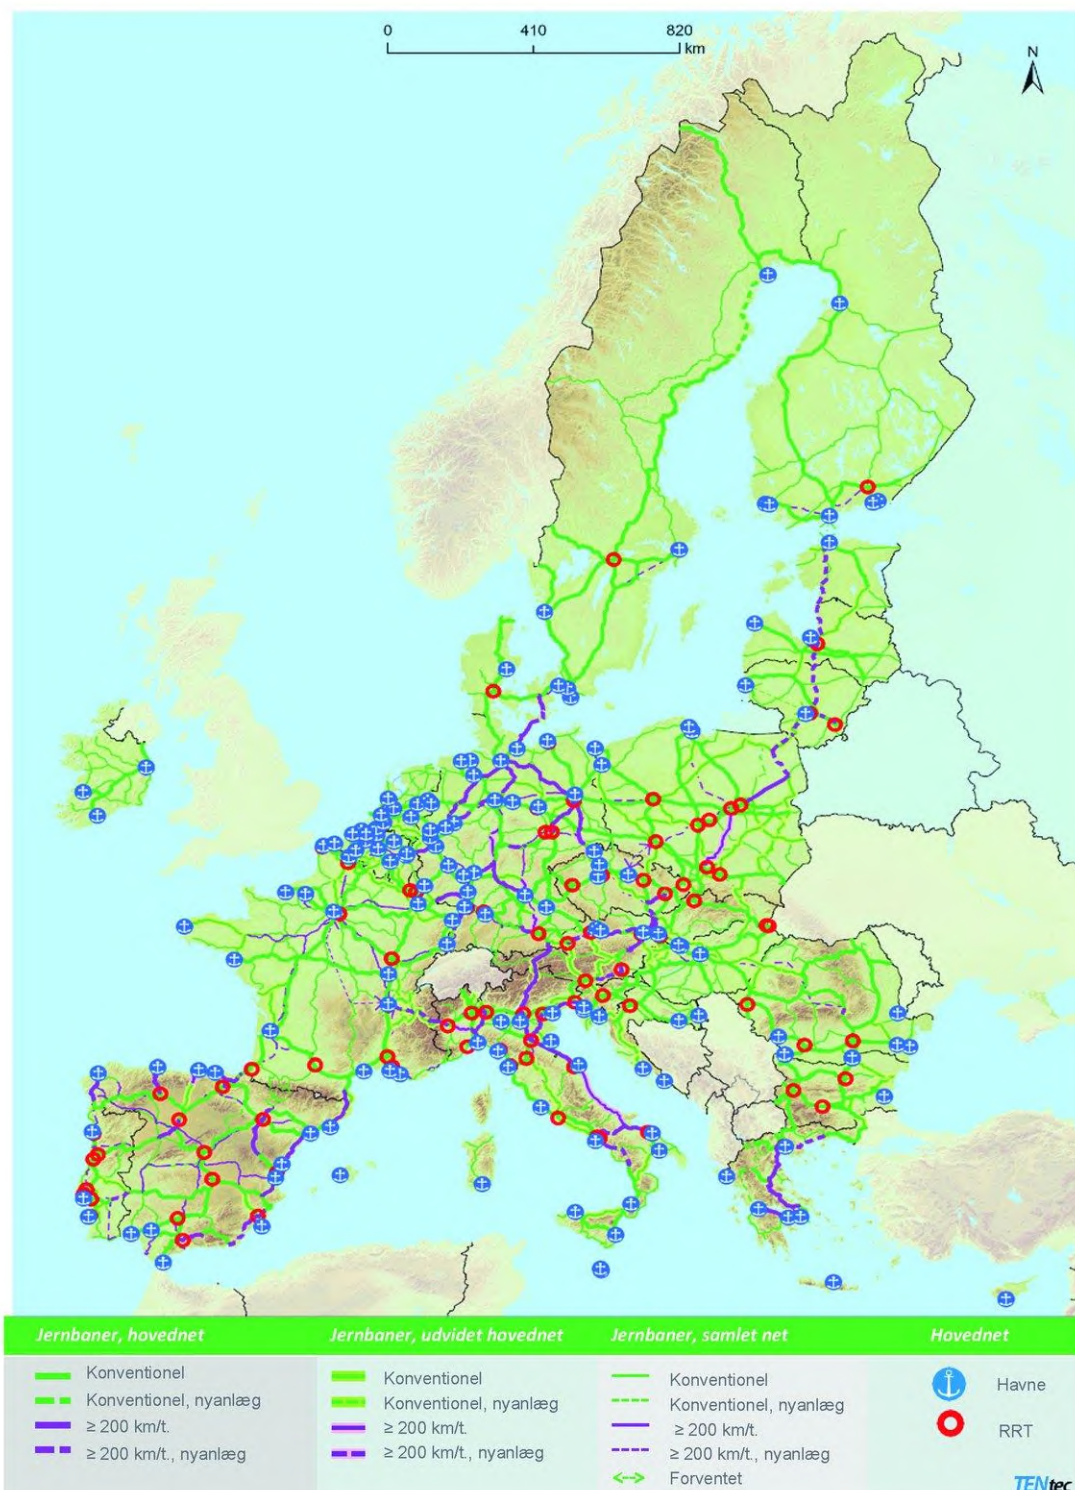 0 410 820
km
N
Jernbaner, hovednet
Konventionel
Konventionel, nyanlæg
≥ 200 km/t.
≥ 200 km/t., nyanlæg
Jernbaner, udvidet hovednet
Konventionel
Konventionel, nyanlæg
≥ 200 km/t.
≥ 200 km/t., nyanlæg
Jernbaner, samlet net
Konventionel
Konventionel, nyanlæg
≥ 200 km/t.
≥ 200 km/t., nyanlæg
Forventet
Hovednet
Havne
RRT
TENtec